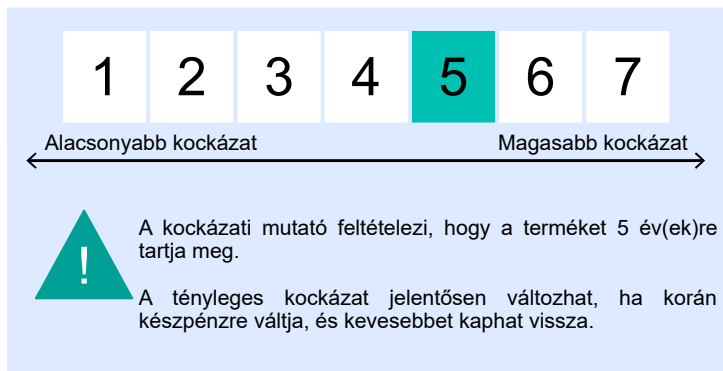 1 2 3 4 5 6 7
Alacsonyabb kockázat Magasabb kockázat
!
A kockázati mutató feltételezi, hogy a terméket 5 év(ek)re
tartja meg.
A tényleges kockázat jelentősen változhat, ha korán
készpénzre váltja, és kevesebbet kaphat vissza.